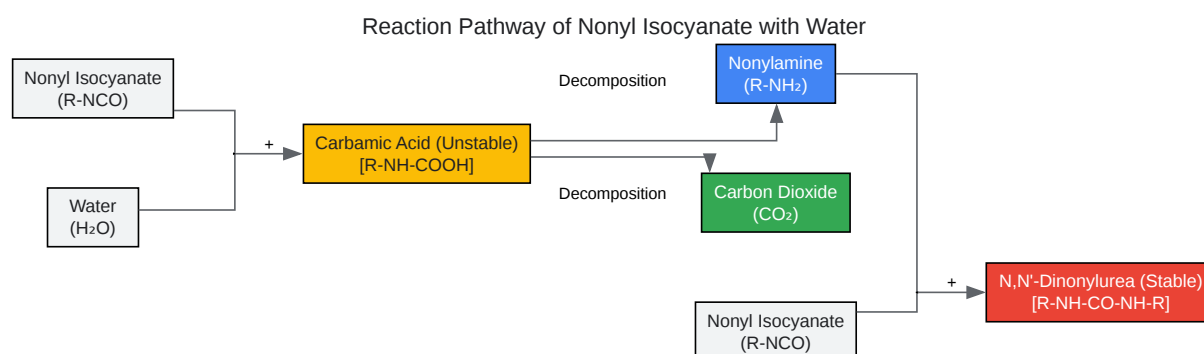 Reaction Pathway of Nonyl Isocyanate with Water
Nonyl Isocyanate
(R-NCO)
Water
(H₂O)
+
Carbamic Acid (Unstable)
[R-NH-COOH]
Decomposition
Nonylamine
(R-NH₂)
Decomposition
Carbon Dioxide
(CO₂)
Nonyl Isocyanate
(R-NCO)
+
N,N'-Dinonylurea (Stable)
[R-NH-CO-NH-R]